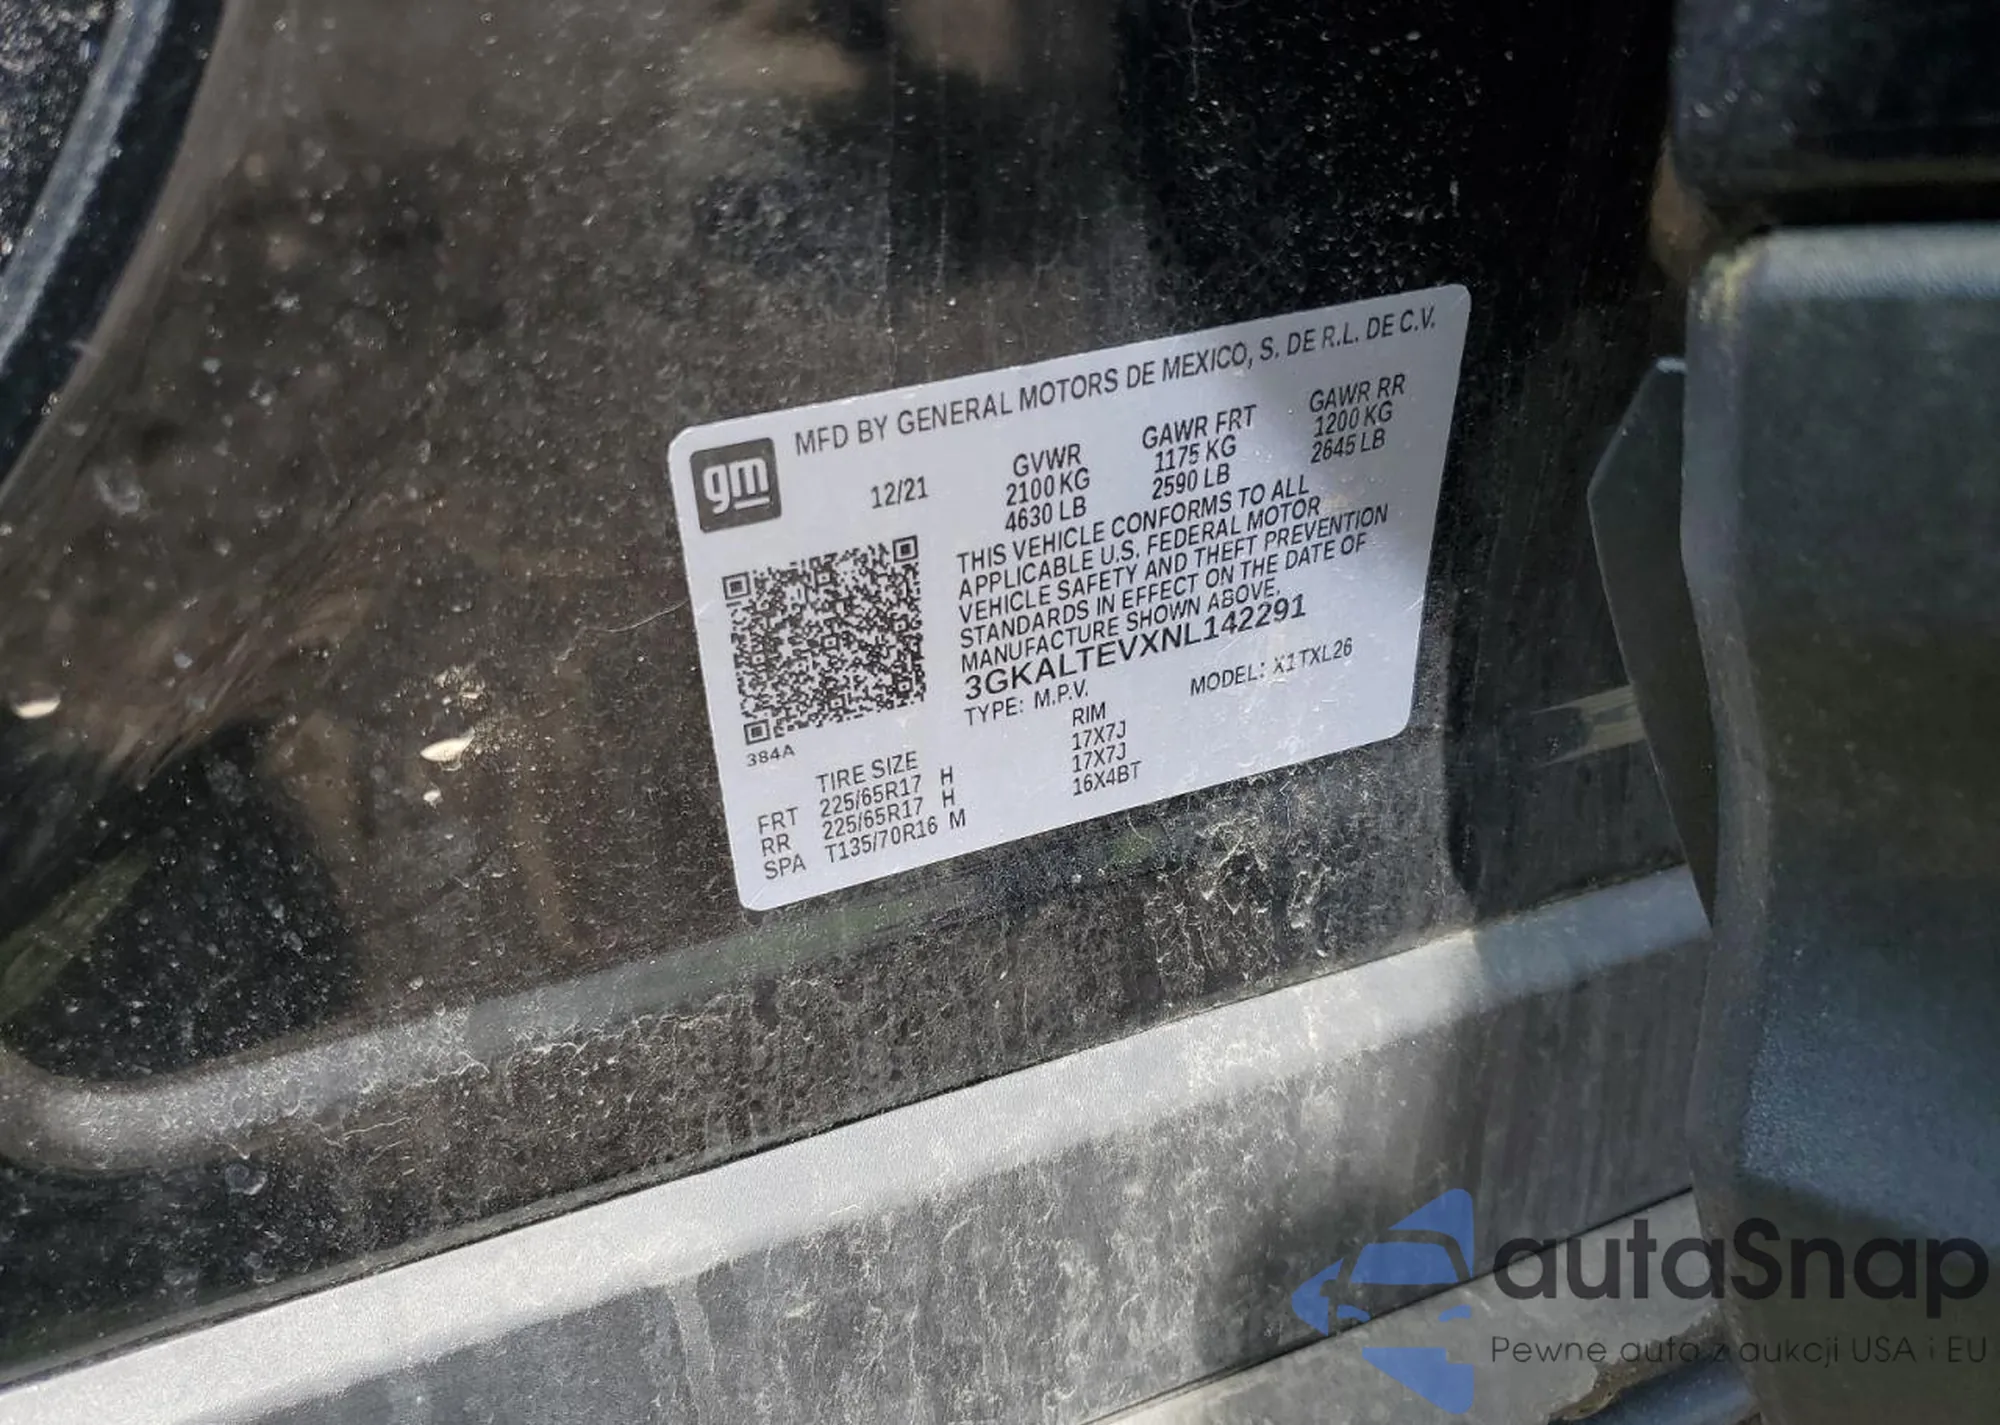 gm
MFD BY GENERAL MOTORS DE MEXICO, S. DE R.L. DE C.V.
12/21
GVWR
2100 KG
4630 LB
GAWR FRT
1175 KG
2590 LB
GAWR RR
1200 KG
2645 LB
THIS VEHICLE CONFORMS TO ALL
APPLICABLE U.S. FEDERAL MOTOR
VEHICLE SAFETY AND THEFT PREVENTION
STANDARDS IN EFFECT ON THE DATE OF
MANUFACTURE SHOWN ABOVE.
3GKALTEVXNL142291
TYPE: M.P.V. MODEL: X1TXL26
384A
TIRE SIZE RIM
FRT 225/65R17 H 17X7J
RR 225/65R17 H 17X7J
SPA T135/70R16 M 16X4BT
autaSnap
Pewne auta z aukcji USA i EU